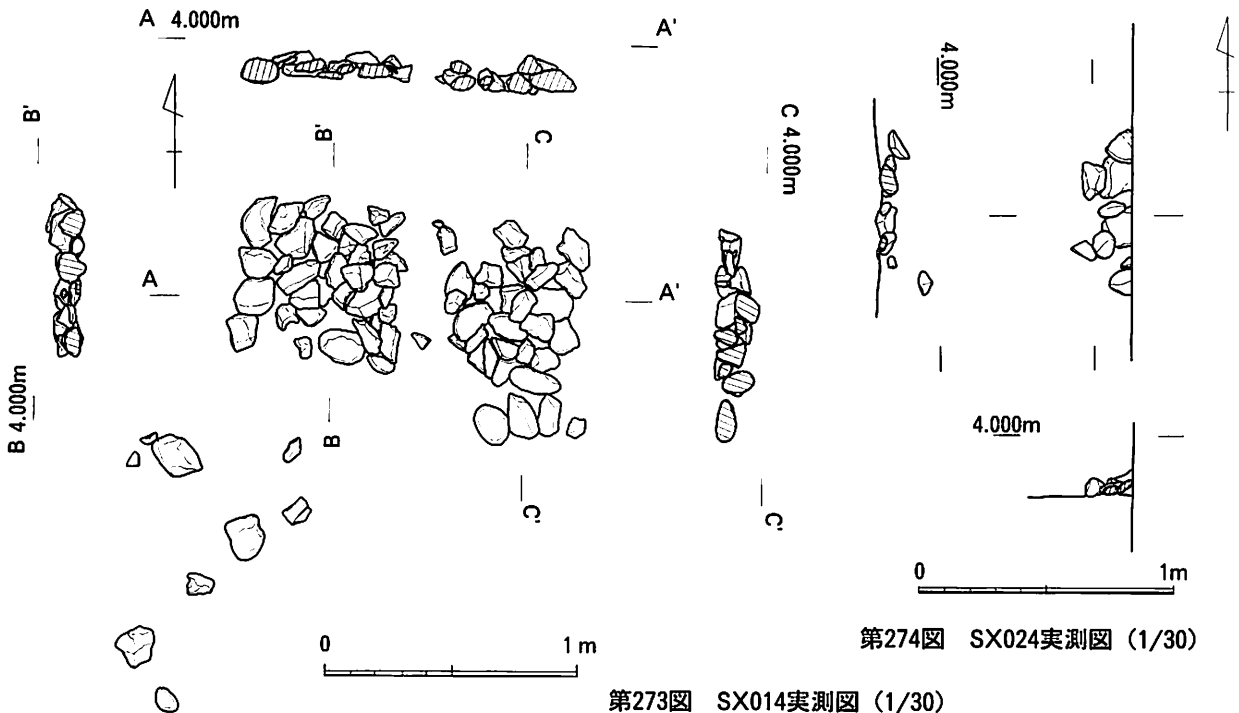 A 4.000m
A'
B'
B'
C
C 4.000m
4.000m
A
A'
B 4.000m
B
C'
C'
4.000m
0 1m
第274図 SX024実測図 (1/30)
0 1m
第273図 SX014実測図 (1/30)